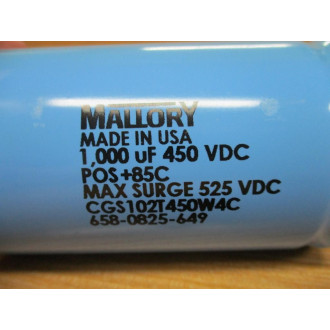 MALLORY
MADE IN USA
1,000 uF 450 VDC
POS +85C
MAX SURGE 525 VDC
CGS102T450W4C
658-0825-649